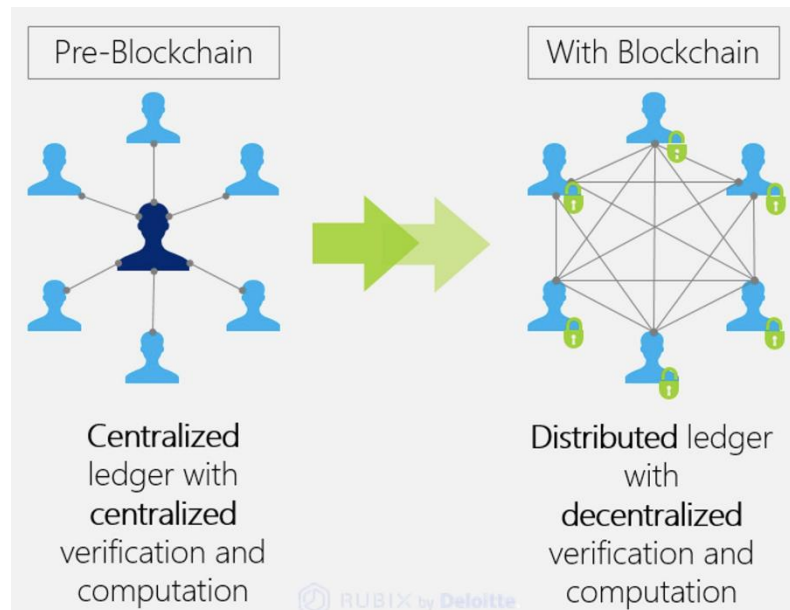 Pre-Blockchain
With Blockchain
Centralized
ledger with
centralized
verification and
computation
Distributed ledger
with
decentralized
verification and
computation
RUBIX by Deloitte